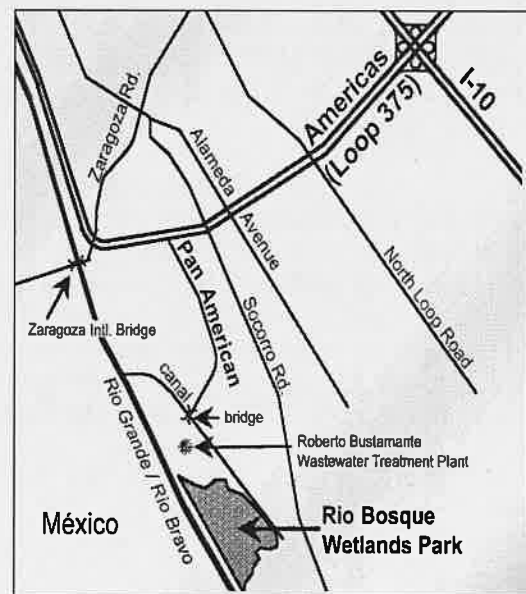 I-10
Americas
(Loop 375)
Zaragoza Rd.
Alameda
Avenue
North Loop Road
Pan American
Socorro Rd.
Zaragoza Intl. Bridge
canal
bridge
Rio Grande / Rio Bravo
Roberto Bustamante
Wastewater Treatment Plant
México
Rio Bosque
Wetlands Park